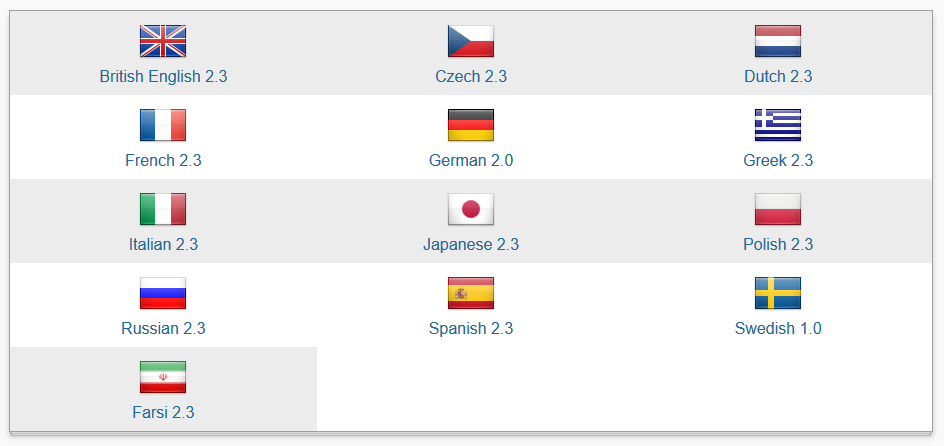 British English 2.3
Czech 2.3
Dutch 2.3
French 2.3
German 2.0
Greek 2.3
Italian 2.3
Japanese 2.3
Polish 2.3
Russian 2.3
Spanish 2.3
Swedish 1.0
Farsi 2.3